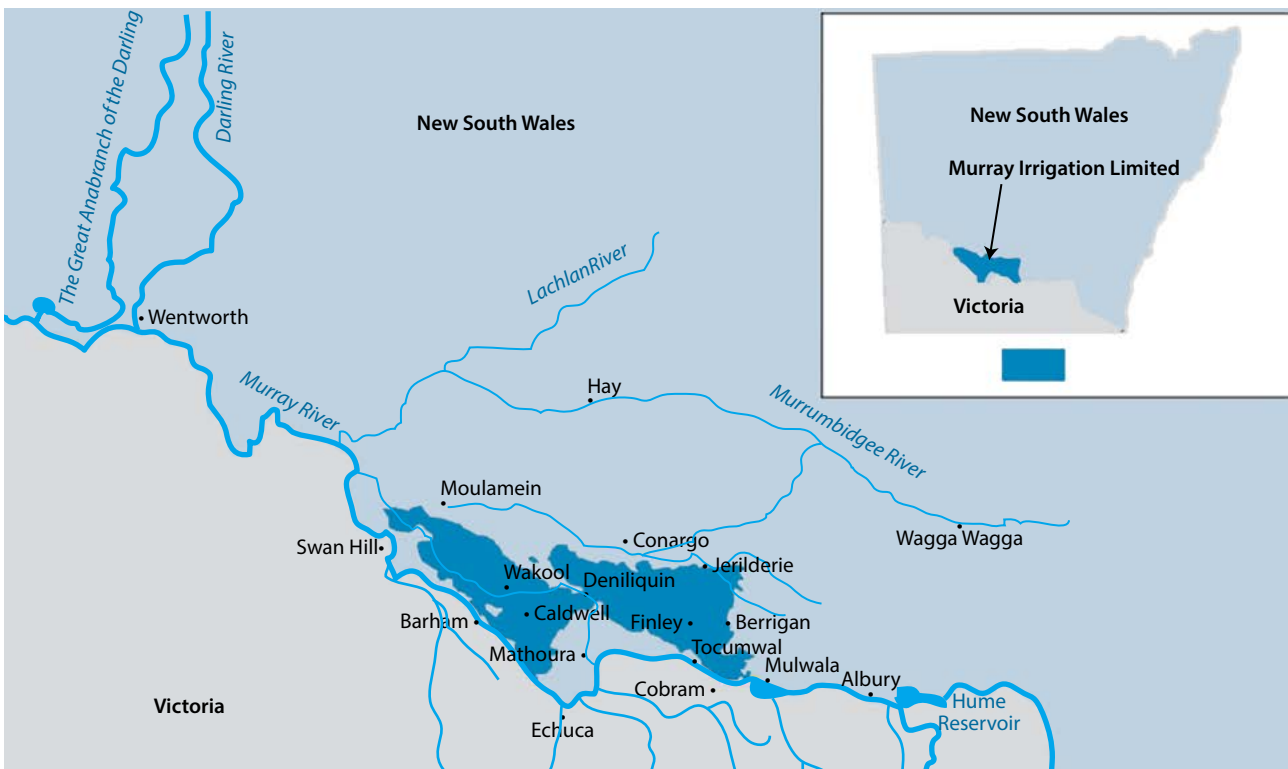 The Great Anabranch of the Darling
Darling River
New South Wales
New South Wales
Murray Irrigation Limited
Victoria
LachlanRiver
Wentworth
Murray River
Hay
Murrumbidgee River
Moulamein
Swan Hill
Conargo
Wagga Wagga
Jerilderie
Wakool
Deniliquin
Barham
Caldwell
Finley
Berrigan
Mathoura
Tocumwal
Mulwala
Cobram
Albury
Victoria
Echuca
Hume
Reservoir